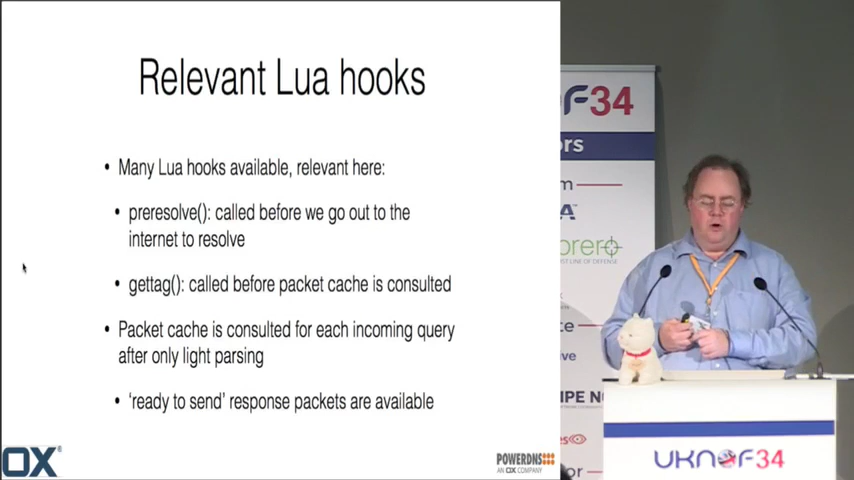 Relevant Lua hooks
• Many Lua hooks available, relevant here:
• preresolve(): called before we go out to the
internet to resolve
• gettag(): called before packet cache is consulted
• Packet cache is consulted for each incoming query
after only light parsing
• ‘ready to send’ response packets are available
OX
POWERDNS
AN OX COMPANY
F34
ors
UKNOF34